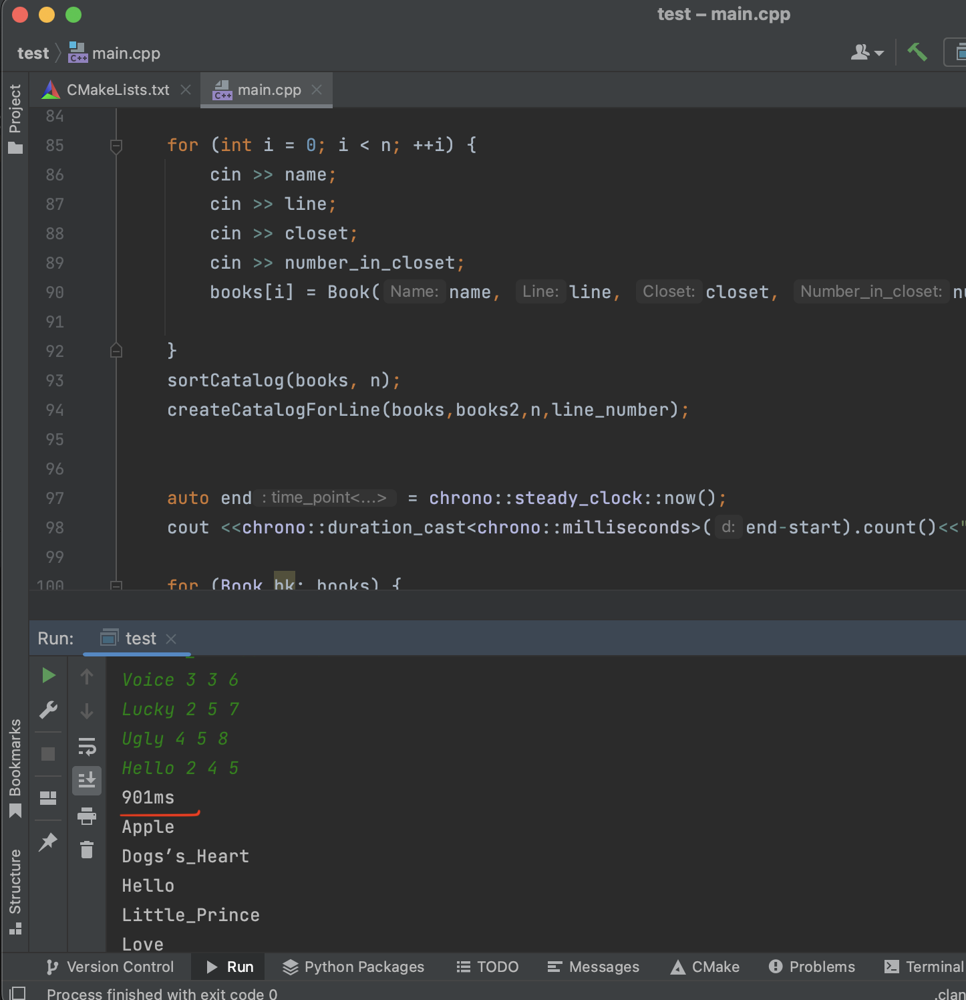 test – main.cpp
test main.cpp
CMakeLists.txt main.cpp
Project
84
85 for (int i = 0; i < n; ++i) {
86 cin >> name;
87 cin >> line;
88 cin >> closet;
89 cin >> number_in_closet;
90 books[i] = Book( Name: name, Line: line, Closet: closet, Number_in_closet:
91
92 }
93 sortCatalog(books, n);
94 createCatalogForLine(books,books2,n,line_number);
95
96
97 auto end : time_point<...> = chrono::steady_clock::now();
98 cout <<chrono::duration_cast<chrono::milliseconds>( d: end-start).count()<<"
99
100 for (Book bk: books) {
Run: test
Voice 3 3 6
Lucky 2 5 7
Ugly 4 5 8
Hello 2 4 5
901ms
Apple
Dogs’s_Heart
Hello
Little_Prince
Love
Bookmarks
Structure
Version Control Run Python Packages TODO Messages CMake Problems Terminal
Process finished with exit code 0 .clan